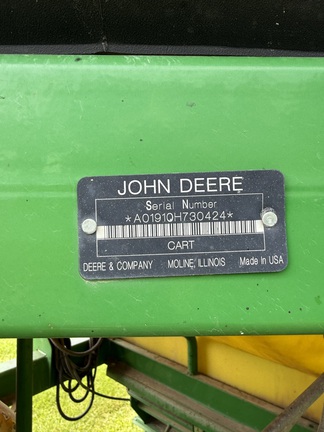 JOHN DEERE
Serial Number
*A01910H730424*
CART
DEERE & COMPANY MOLINE, ILLINOIS Made In USA